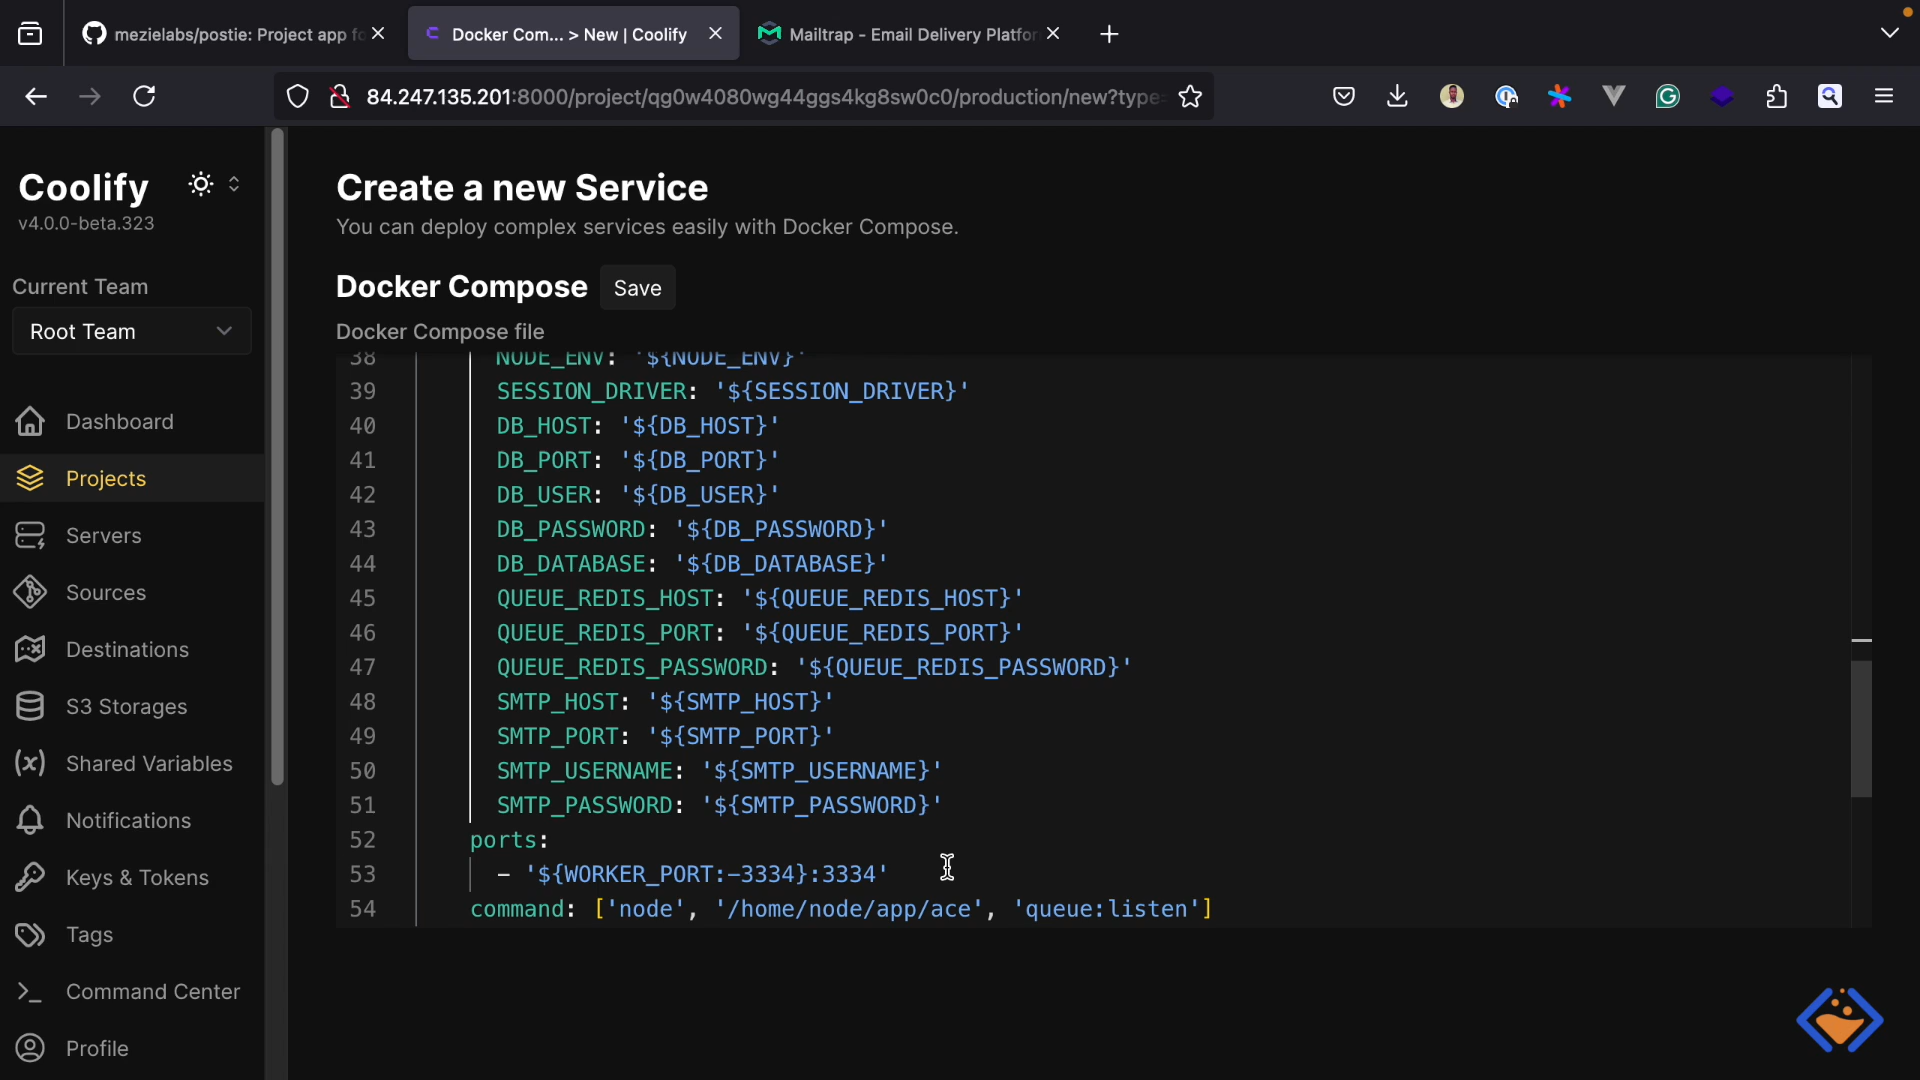 mezielabs/postie: Project app fo
Docker Com... > New | Coolify
Mailtrap - Email Delivery Platfor
84.247.135.201:8000/project/qg0w4080wg44ggs4kg8sw0c0/production/new?type=
Coolify
v4.0.0-beta.323
Current Team
Root Team
Dashboard
Projects
Servers
Sources
Destinations
S3 Storages
Shared Variables
Notifications
Keys & Tokens
Tags
Command Center
Profile
Create a new Service
You can deploy complex services easily with Docker Compose.
Docker Compose Save
Docker Compose file
38 NODE_ENV: '${NODE_ENV}'
39 SESSION_DRIVER: '${SESSION_DRIVER}'
40 DB_HOST: '${DB_HOST}'
41 DB_PORT: '${DB_PORT}'
42 DB_USER: '${DB_USER}'
43 DB_PASSWORD: '${DB_PASSWORD}'
44 DB_DATABASE: '${DB_DATABASE}'
45 QUEUE_REDIS_HOST: '${QUEUE_REDIS_HOST}'
46 QUEUE_REDIS_PORT: '${QUEUE_REDIS_PORT}'
47 QUEUE_REDIS_PASSWORD: '${QUEUE_REDIS_PASSWORD}'
48 SMTP_HOST: '${SMTP_HOST}'
49 SMTP_PORT: '${SMTP_PORT}'
50 SMTP_USERNAME: '${SMTP_USERNAME}'
51 SMTP_PASSWORD: '${SMTP_PASSWORD}'
52 ports:
53 - '${WORKER_PORT:-3334}:3334'
54 command: ['node', '/home/node/app/ace', 'queue:listen']